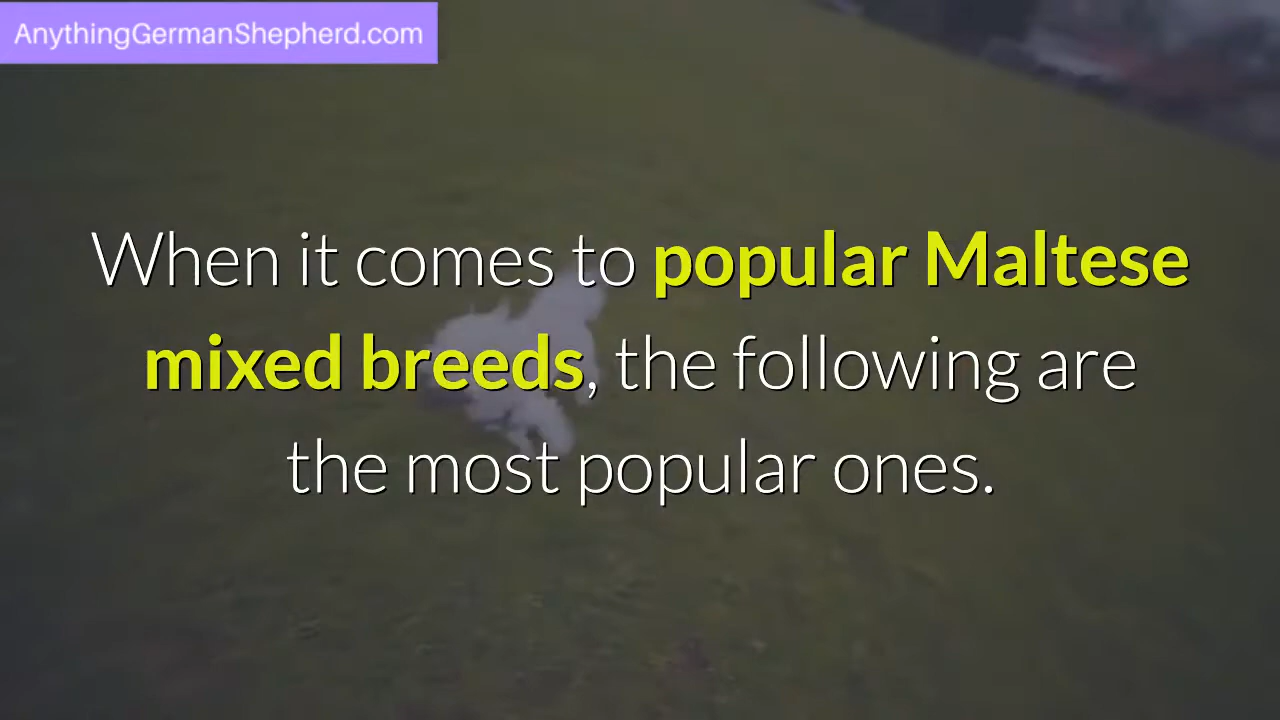 AnythingGermanShepherd.com
When it comes to popular Maltese
mixed breeds, the following are
the most popular ones.